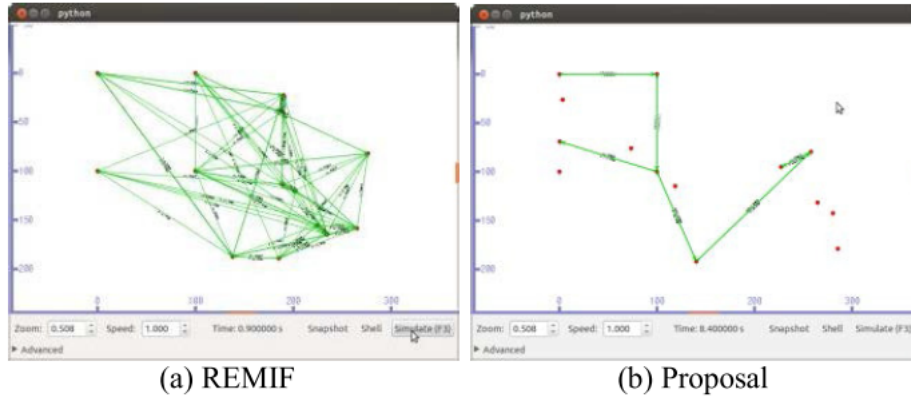 python
0
50
100
150
200
0
100
200
300
Zoom: 0.508 Speed: 1.000 Time: 0.900000 s Snapshot Shell Simulate (F3)
Advanced
(a) REMIF
python
0
50
100
150
200
0
100
200
300
Zoom: 0.508 Speed: 1.000 Time: 8.400000 s Snapshot Shell Simulate (F3)
Advanced
(b) Proposal